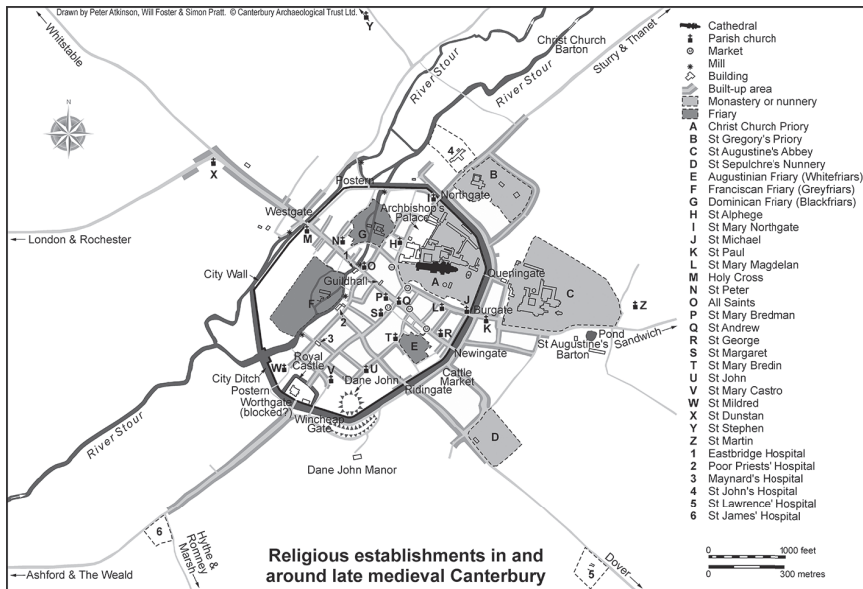 Drawn by Peter Atkinson, Will Foster & Simon Pratt. © Canterbury Archaeological Trust Ltd.
Y
Whitstable
Christ Church
Barton
Sturry & Thanet
River Stour
River Stour
N
X
4
B
Postern
Northgate
I
Archbishop's
Palace
Westgate
M
N
G
H
London & Rochester
1
O
City Wall
Guildhall
A
Queningate
C
F
P
Q
L
J
Burgate
K
Z
S
2
T
R
E
3
Newingate
Pond
Sandwich
St Augustine's
Barton
Royal
Castle
City Ditch
W
V
U
Dane John
Cattle
Market
Postern
Worthgate
(blocked?)
Ridingate
Wincheap
Gate
River Stour
D
Dane John Manor
6
Hythe &
Romney
Marsh
Ashford & The Weald
5
Dover
Religious establishments in and
around late medieval Canterbury
Cathedral
Parish church
Market
Mill
Building
Built-up area
Monastery or nunnery
Friary
A Christ Church Priory
B St Gregory's Priory
C St Augustine's Abbey
D St Sepulchre's Nunnery
E Augustinian Friary (Whitefriars)
F Franciscan Friary (Greyfriars)
G Dominican Friary (Blackfriars)
H St Alphege
I St Mary Northgate
J St Michael
K St Paul
L St Mary Magdelan
M Holy Cross
N St Peter
O All Saints
P St Mary Bredman
Q St Andrew
R St George
S St Margaret
T St Mary Bredin
U St John
V St Mary Castro
W St Mildred
X St Dunstan
Y St Stephen
Z St Martin
1 Eastbridge Hospital
2 Poor Priests' Hospital
3 Maynard's Hospital
4 St John's Hospital
5 St Lawrence' Hospital
6 St James' Hospital
0 1000 feet
0 300 metres